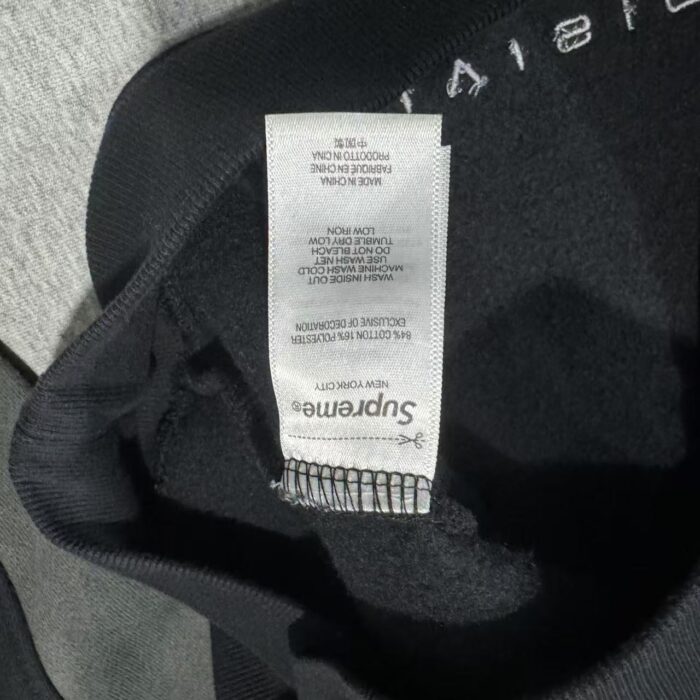 Supreme®
NEW YORK CITY
84% COTTON 16% POLYESTER
EXCLUSIVE OF DECORATION
WASH INSIDE OUT
MACHINE WASH COLD
USE WASH NET
DO NOT BLEACH
TUMBLE DRY LOW
LOW IRON
MADE IN CHINA
FABRIQUÉ EN CHINE
PRODOTTO IN CINA
中国製